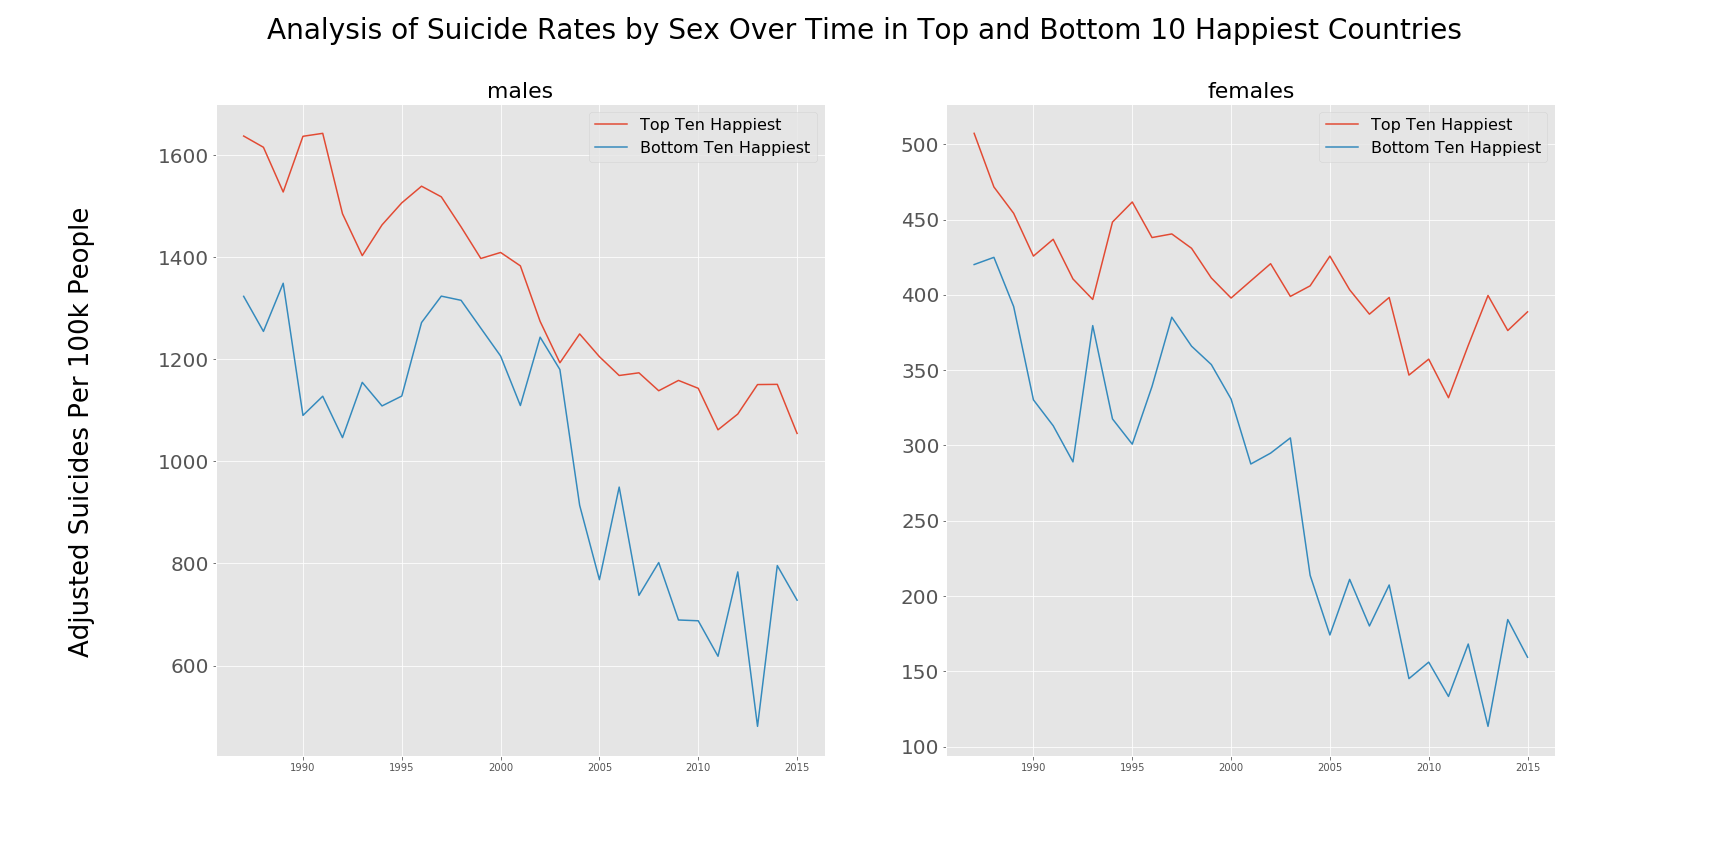 Analysis of Suicide Rates by Sex Over Time in Top and Bottom 10 Happiest Countries
Adjusted Suicides Per 100k People
males
Top Ten Happiest
Bottom Ten Happiest
1600
1400
1200
1000
800
600
1990 1995 2000 2005 2010 2015
females
Top Ten Happiest
Bottom Ten Happiest
500
450
400
350
300
250
200
150
100
1990 1995 2000 2005 2010 2015